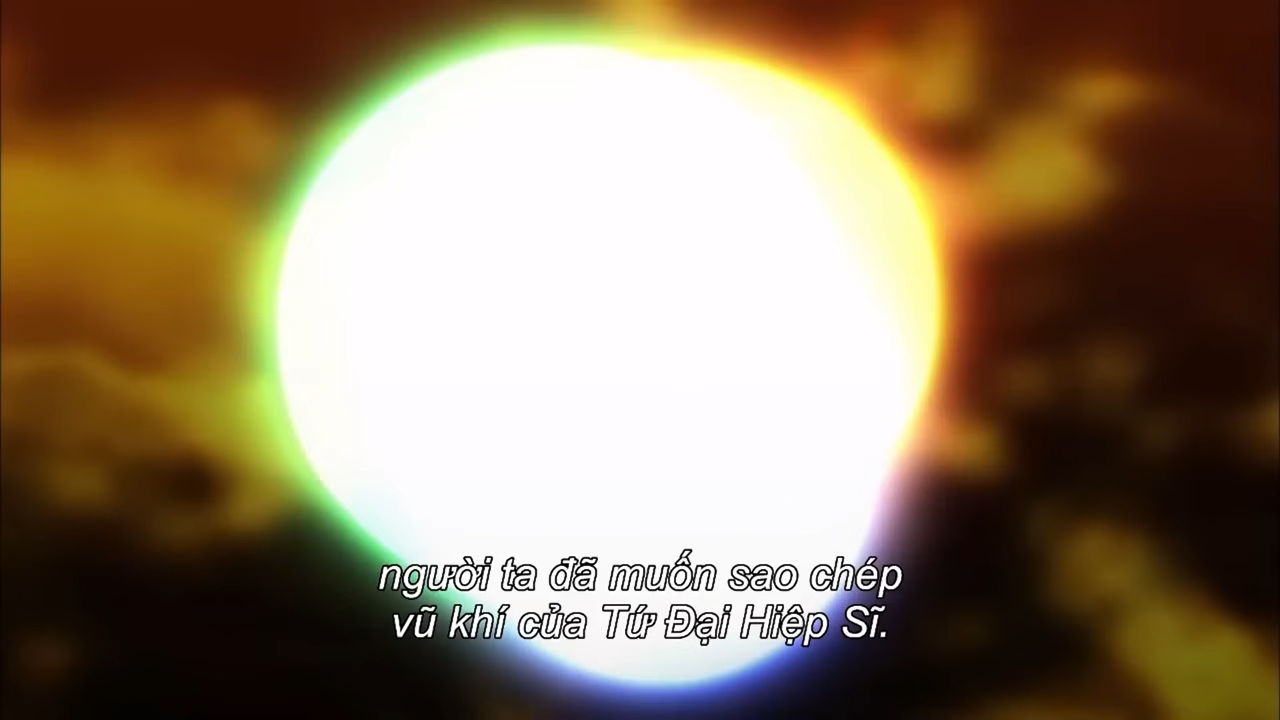 người ta đã muốn sao chép
vũ khí của Tứ Đại Hiệp Sĩ.